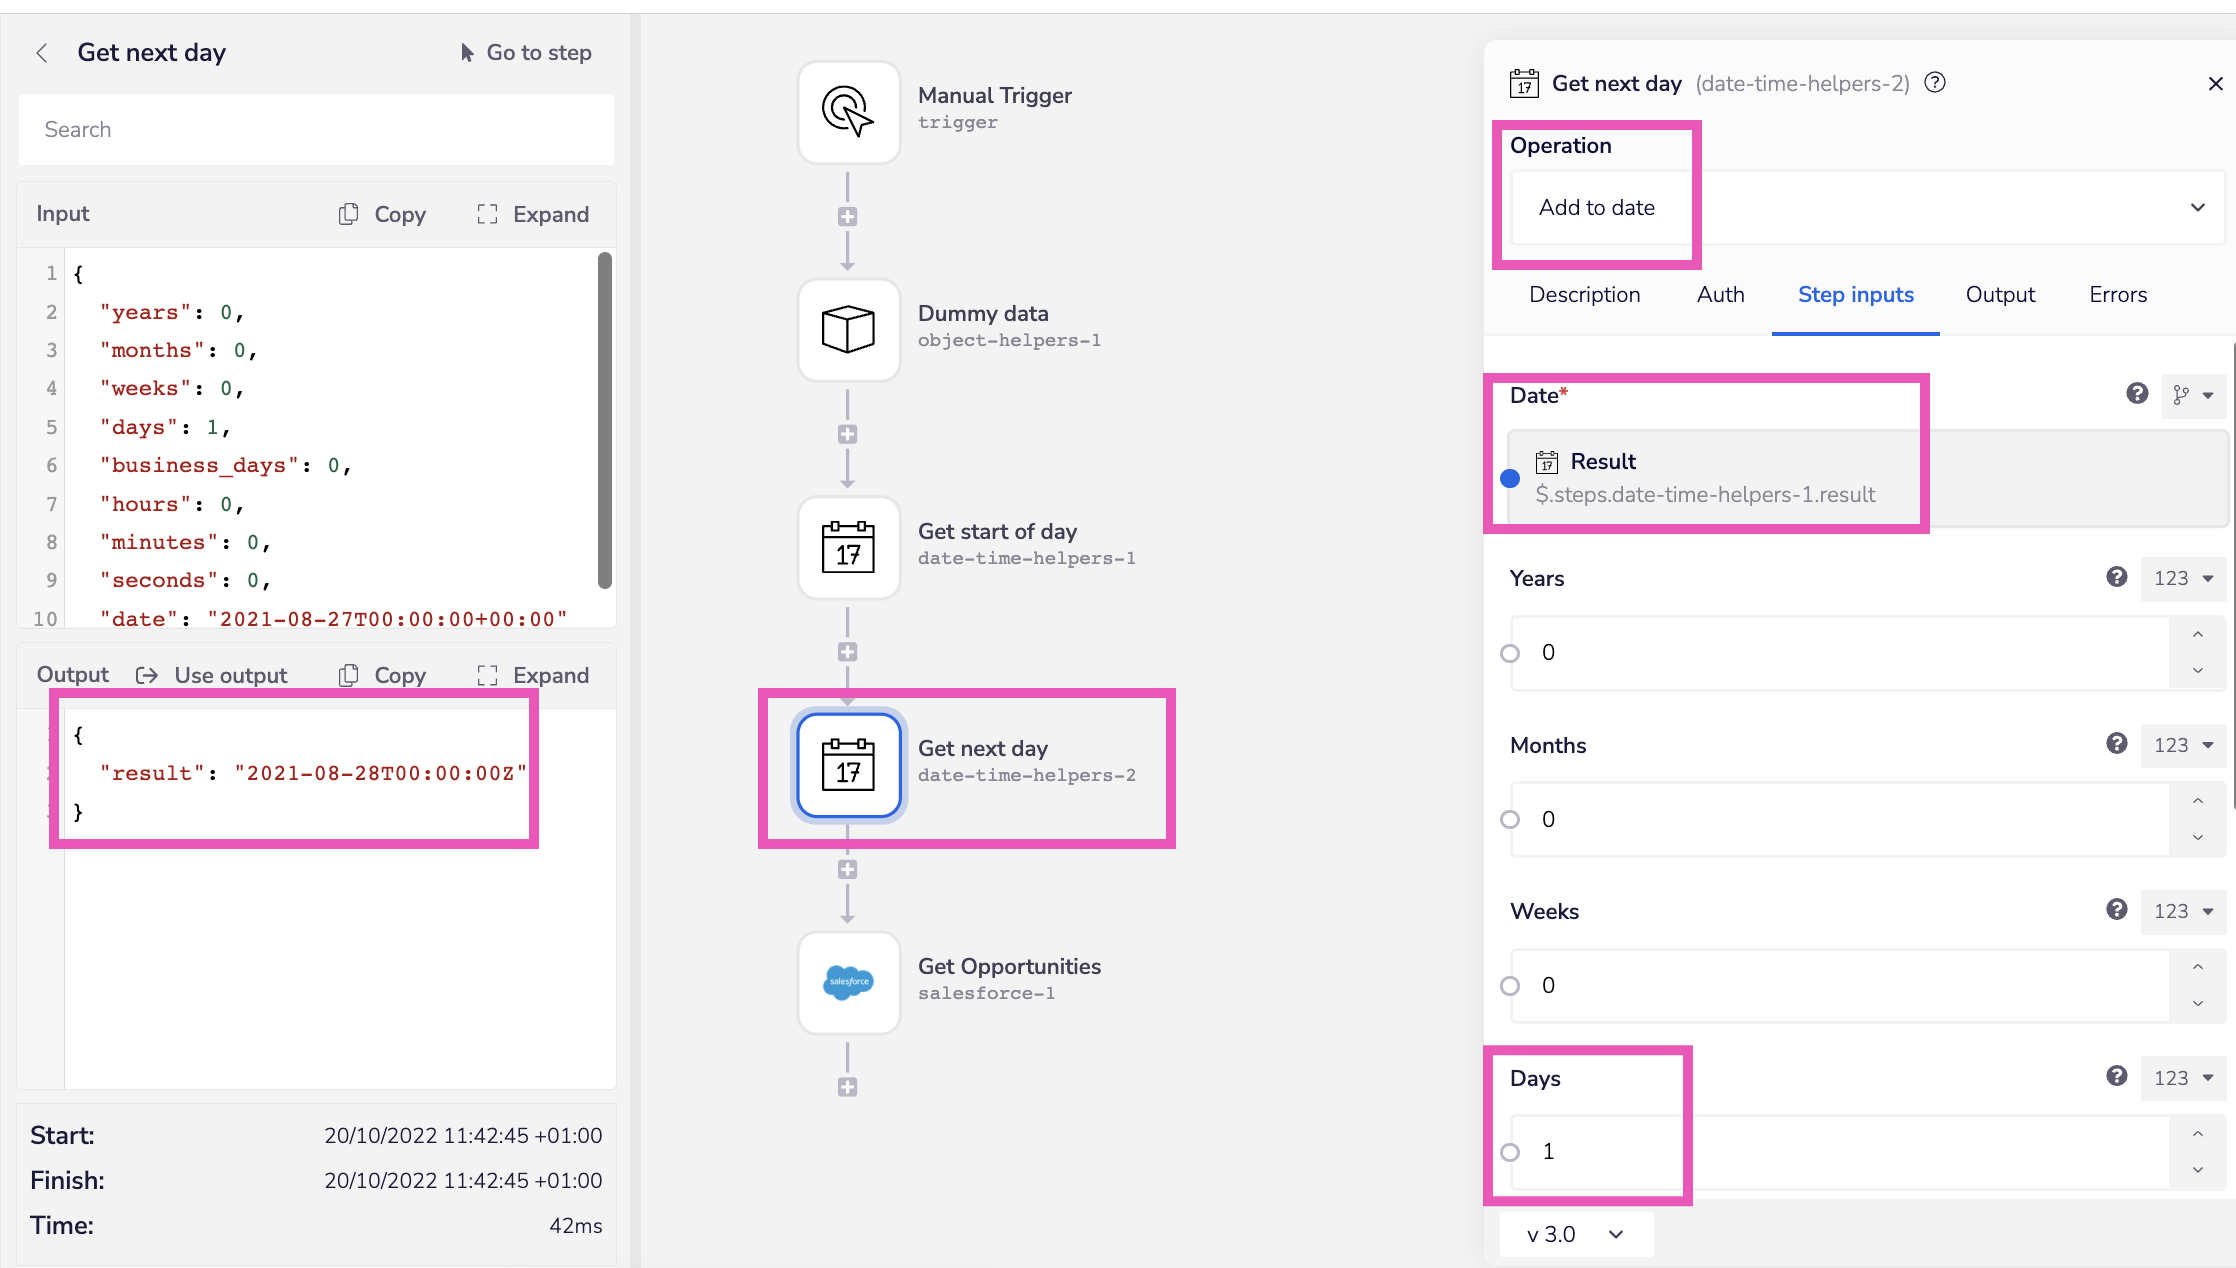 Get next day
Go to step
Search
Input
Copy
Expand
1 {
2 "years": 0,
3 "months": 0,
4 "weeks": 0,
5 "days": 1,
6 "business_days": 0,
7 "hours": 0,
8 "minutes": 0,
9 "seconds": 0,
10 "date": "2021-08-27T00:00:00+00:00"
Output
Use output
Copy
Expand
{
"result": "2021-08-28T00:00:00Z"
}
Start: 20/10/2022 11:42:45 +01:00
Finish: 20/10/2022 11:42:45 +01:00
Time: 42ms
Manual Trigger
trigger
Dummy data
object-helpers-1
17
Get start of day
date-time-helpers-1
17
Get next day
date-time-helpers-2
salesforce
Get Opportunities
salesforce-1
17 Get next day (date-time-helpers-2)
Operation
Add to date
Description Auth Step inputs Output Errors
Date*
17 Result
$.steps.date-time-helpers-1.result
Years
123
0
Months
123
0
Weeks
123
0
Days
123
1
v 3.0